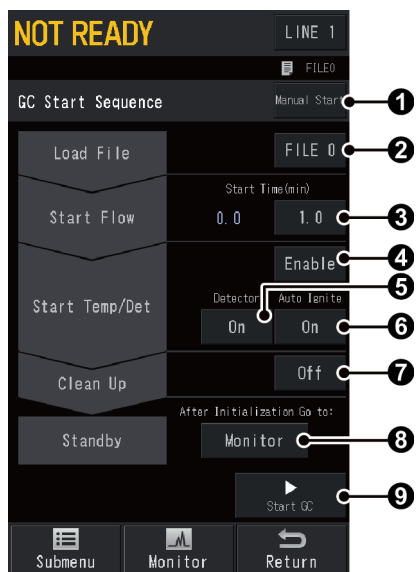 NOT READY LINE 1
FILE0
GC Start Sequence Manual Start 1
Load File FILE 0 2
Start Time(min)
Start Flow 0.0 1.0 3
Enable 4
5
Detector Auto Ignite
Start Temp/Det On On 6
Clean Up Off 7
After Initialization Go to:
Standby Monitor 8
Start GC 9
Submenu Monitor Return